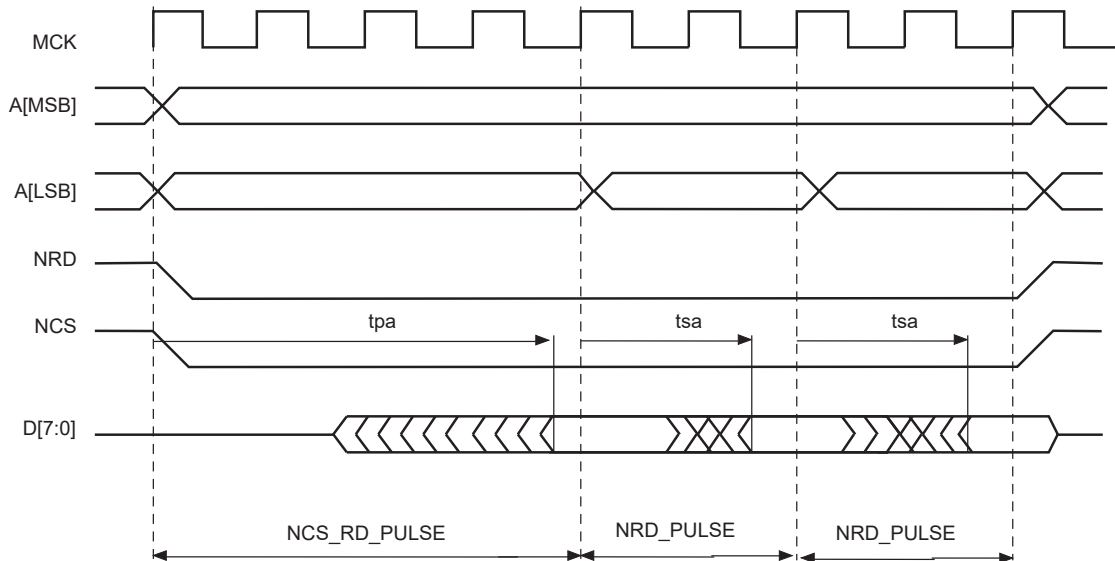 MCK
A[MSB]
A[LSB]
NRD
NCS
tpa
tsa
tsa
D[7:0]
NCS_RD_PULSE
NRD_PULSE
NRD_PULSE